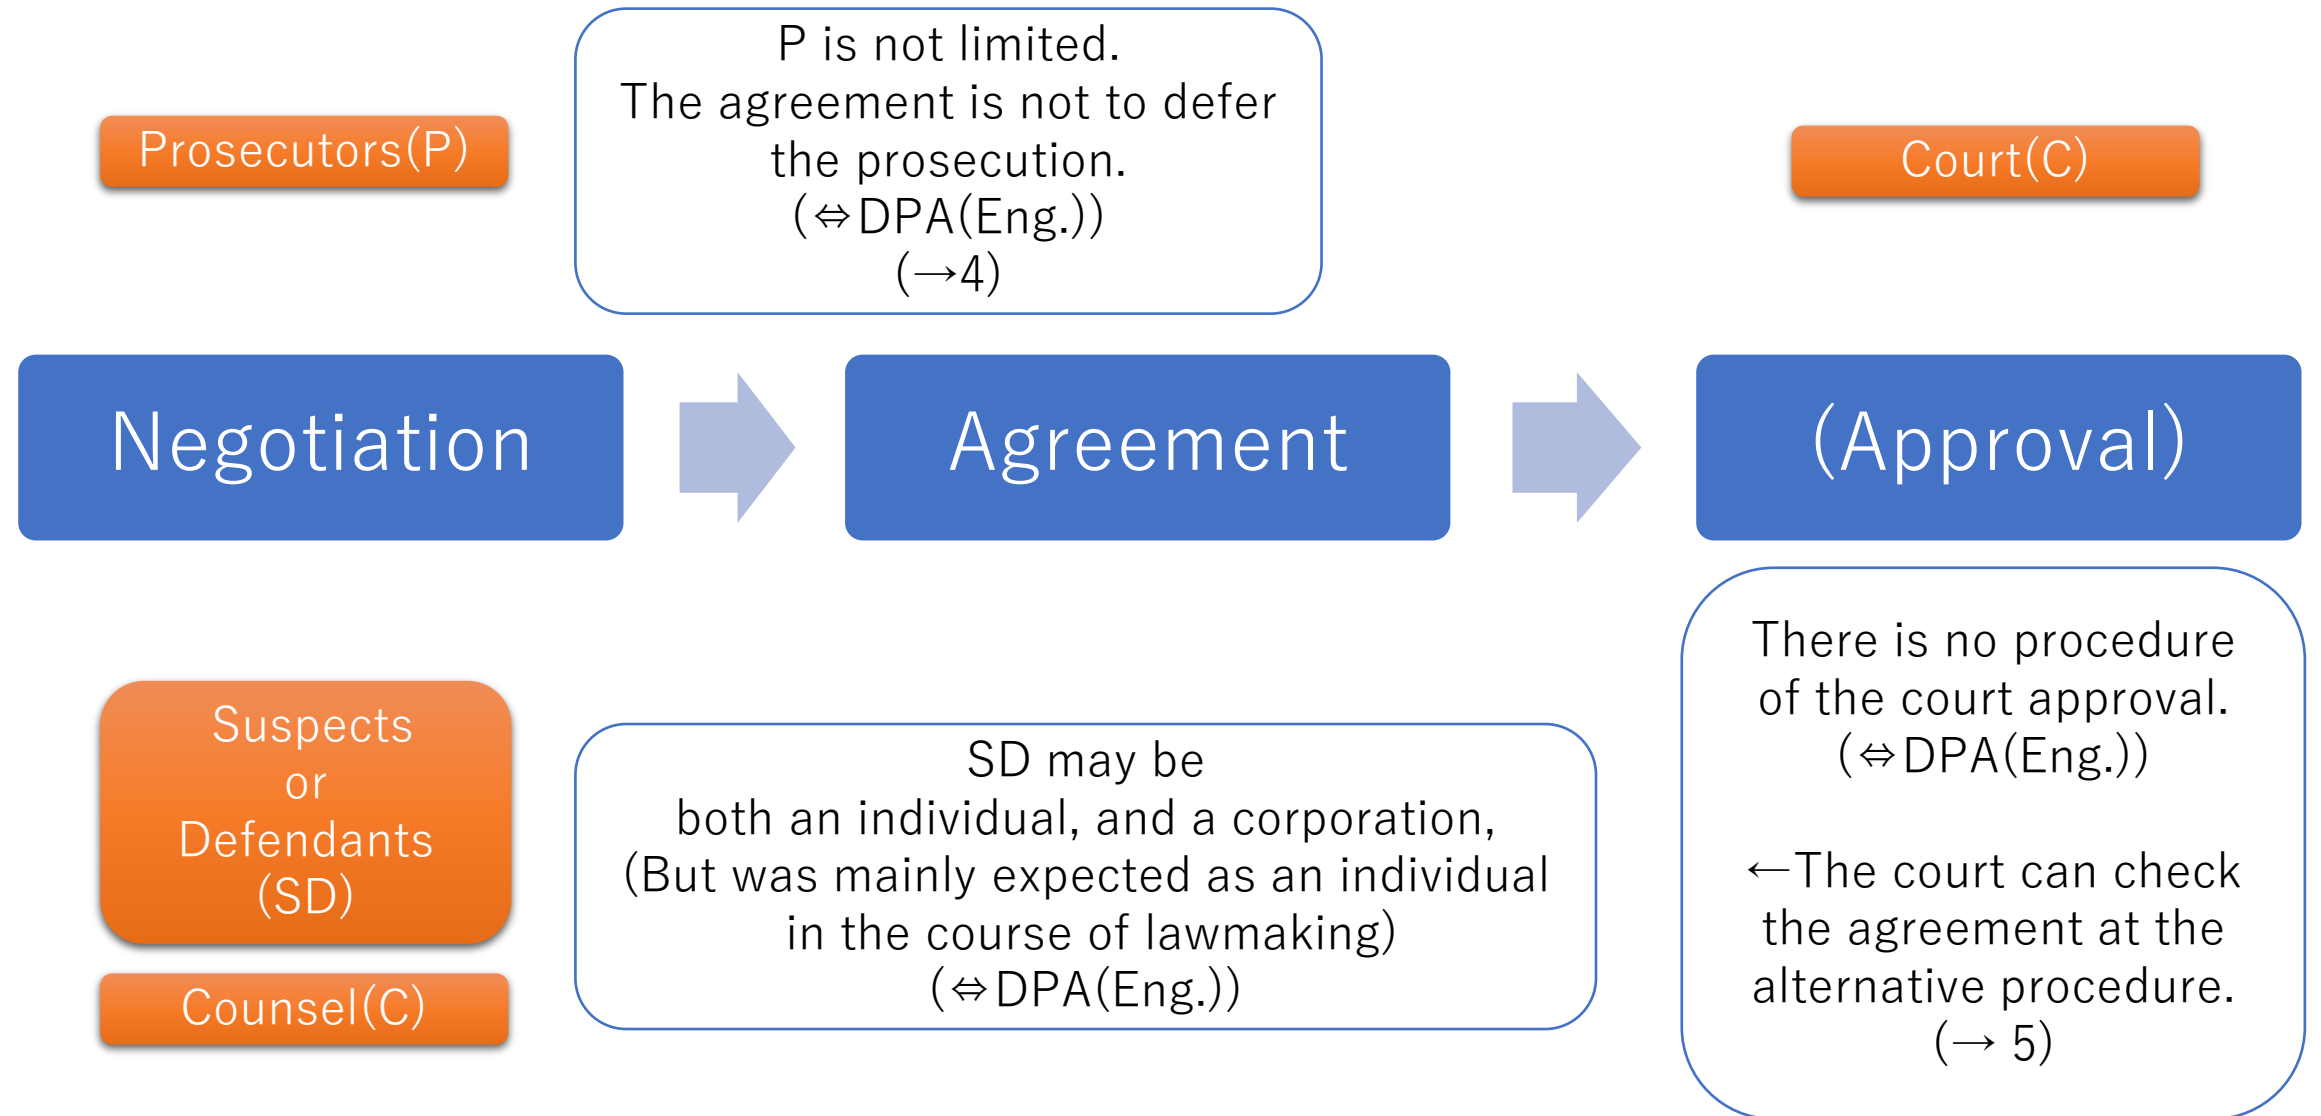 P is not limited.
The agreement is not to defer
the prosecution.
(⇔DPA(Eng.))
(→4)
Prosecutors(P)
Court(C)
Negotiation
Agreement
(Approval)
Suspects
or
Defendants
(SD)
Counsel(C)
SD may be
both an individual, and a corporation,
(But was mainly expected as an individual
in the course of lawmaking)
(⇔DPA(Eng.))
There is no procedure
of the court approval.
(⇔DPA(Eng.))
←The court can check
the agreement at the
alternative procedure.
(→ 5)